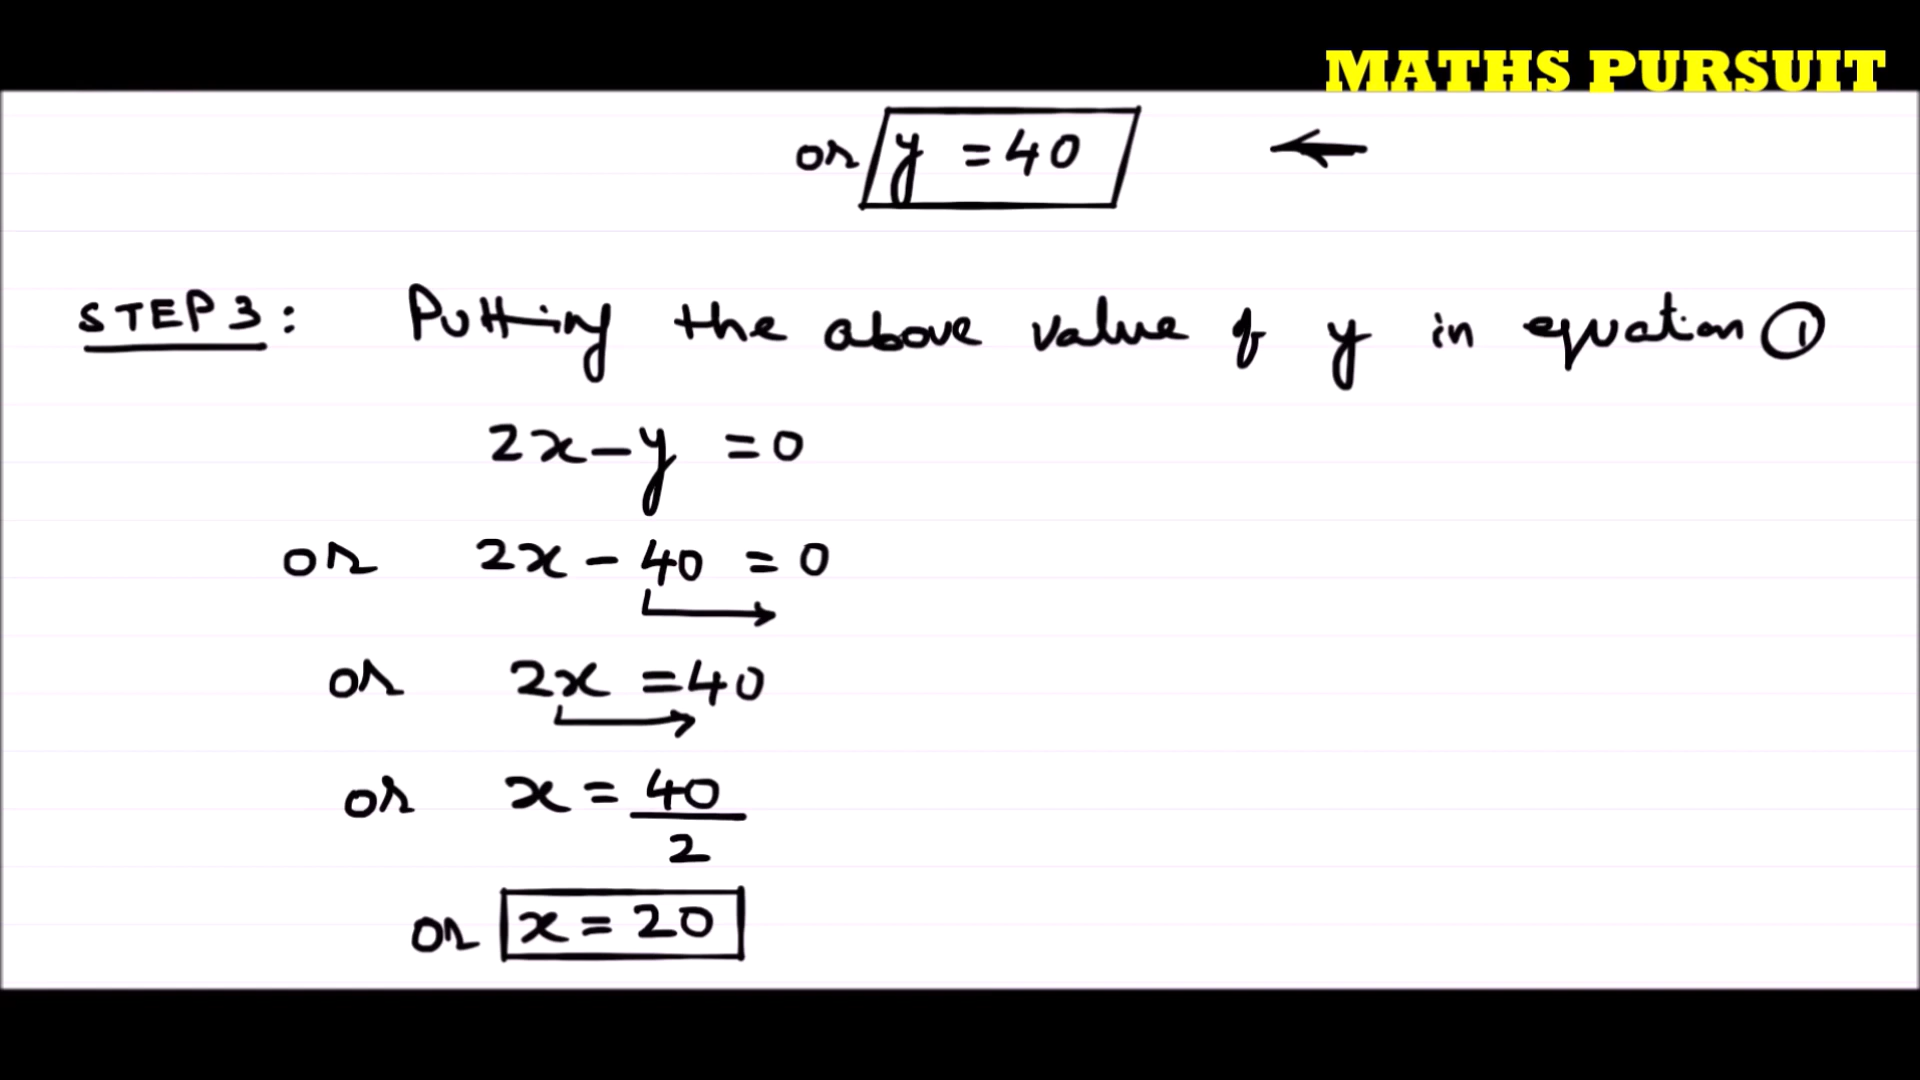 MATHS PURSUIT
or y = 40
STEP 3: Putting the above value of y in equation ①
2x - y = 0
or 2x - 40 = 0
or 2x = 40
or x = 40/2
or x = 20